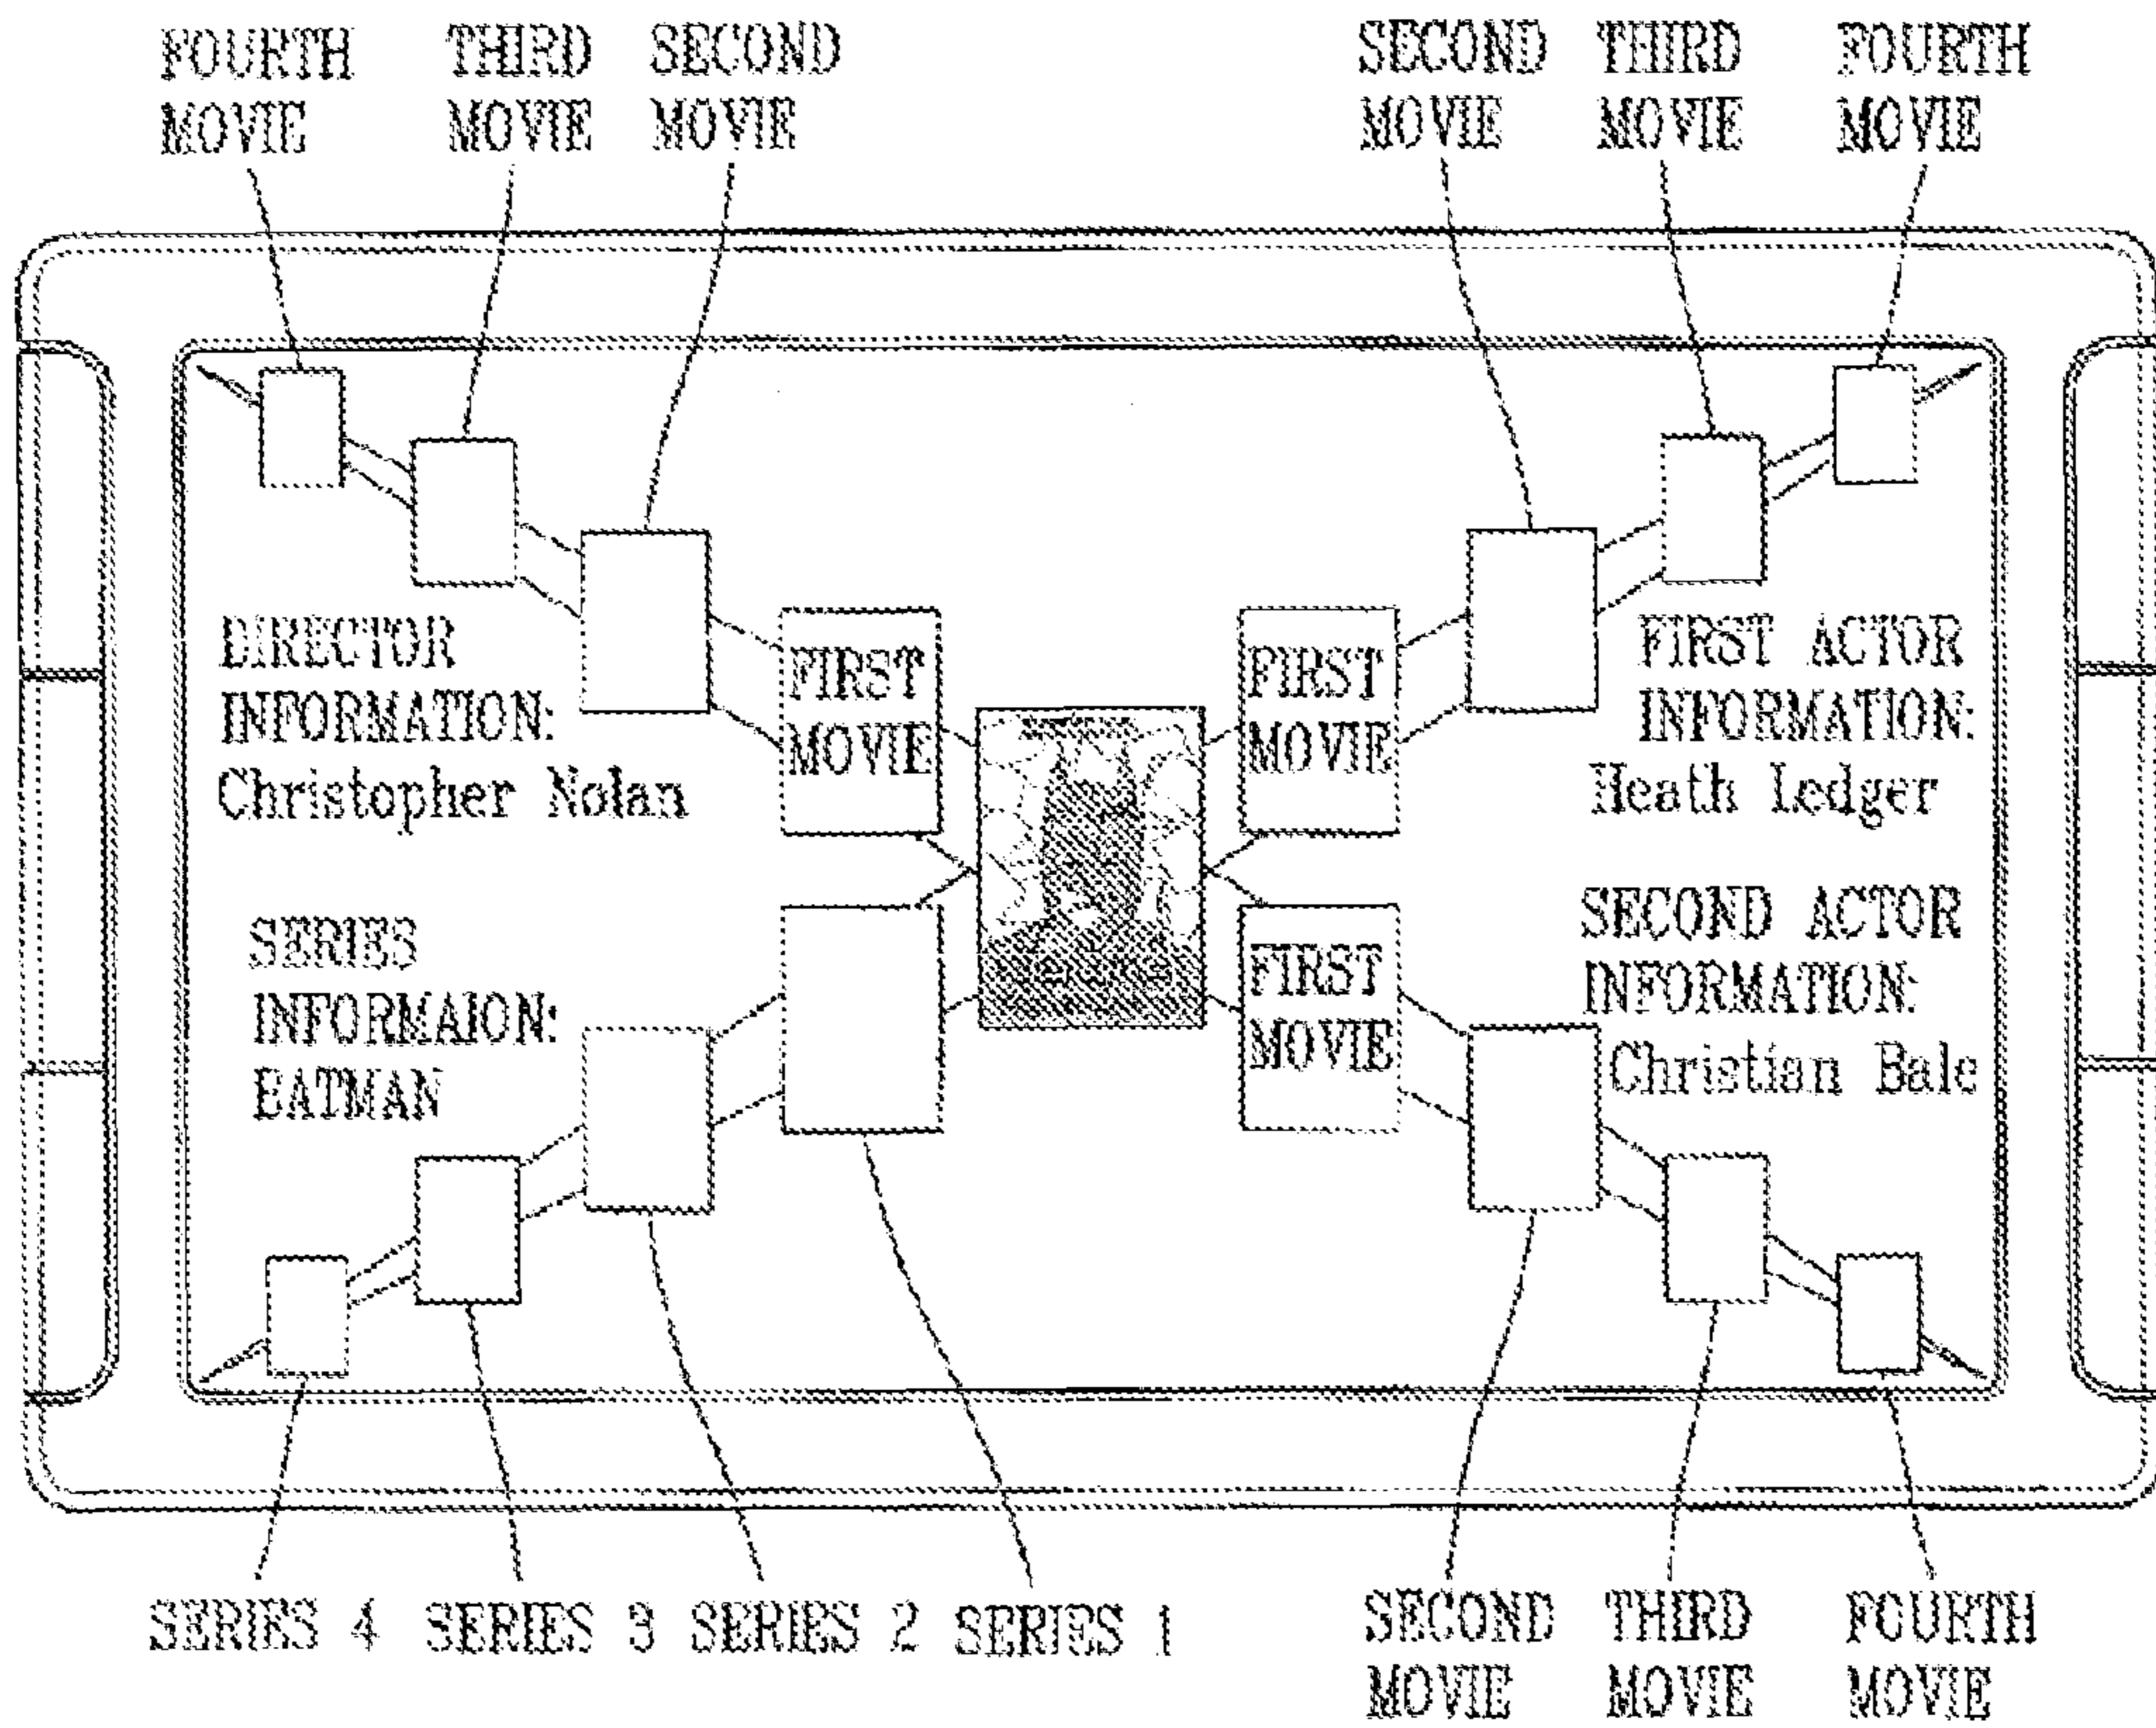 FOURTH MOVIE
THIRD MOVIE
SECOND MOVIE
SECOND MOVIE
THIRD MOVIE
FOURTH MOVIE
DIRECTOR
INFORMATION:
Christopher Nolan
FIRST
MOVIE
FIRST
MOVIE
FIRST ACTOR
INFORMATION:
Heath Ledger
SERIES
INFORMAION:
BATMAN
FIRST
MOVIE
SECOND ACTOR
INFORMATION:
Christian Bale
SERIES 4
SERIES 3
SERIES 2
SERIES 1
SECOND MOVIE
THIRD MOVIE
FOURTH MOVIE